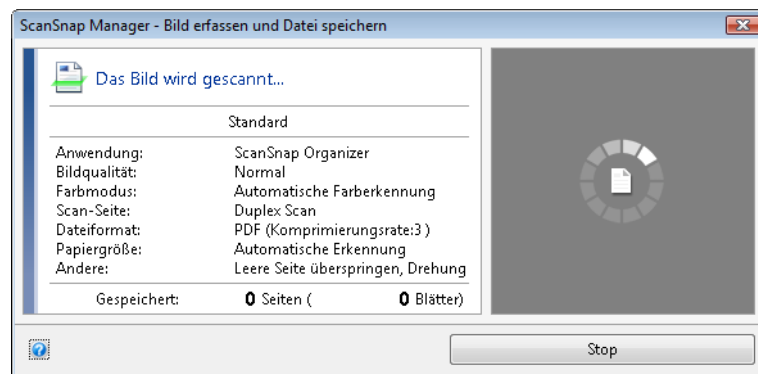 ScanSnap Manager - Bild erfassen und Datei speichern
Das Bild wird gescannt...
Standard
Anwendung: ScanSnap Organizer
Bildqualität: Normal
Farbmodus: Automatische Farberkennung
Scan-Seite: Duplex Scan
Dateiformat: PDF (Komprimierungsrate:3 )
Papiergröße: Automatische Erkennung
Andere: Leere Seite überspringen, Drehung
Gespeichert: 0 Seiten ( 0 Blätter)
Stop